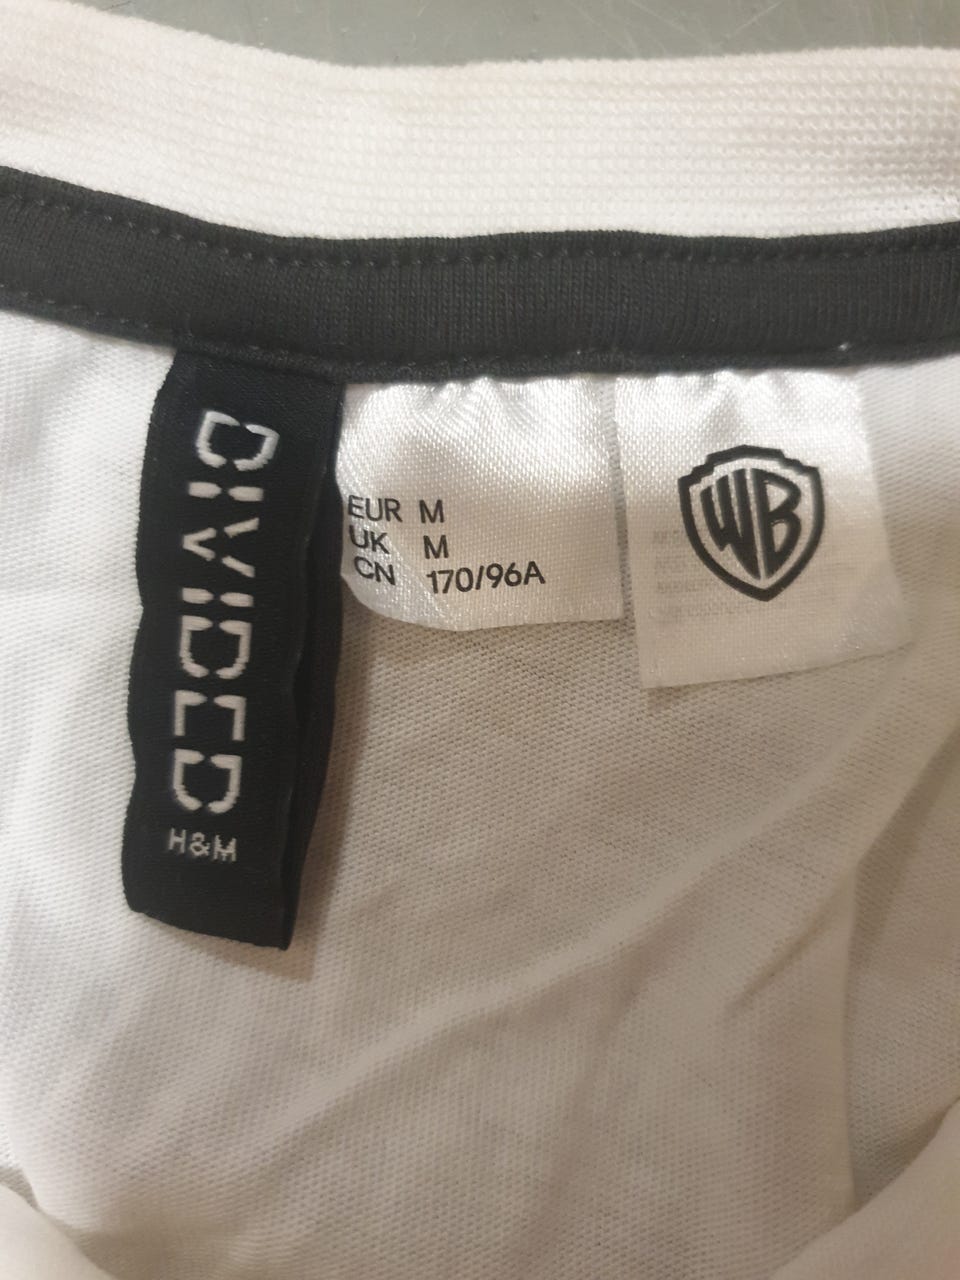 DIVIDED
H&M
EUR M
UK M
CN 170/96A
WB